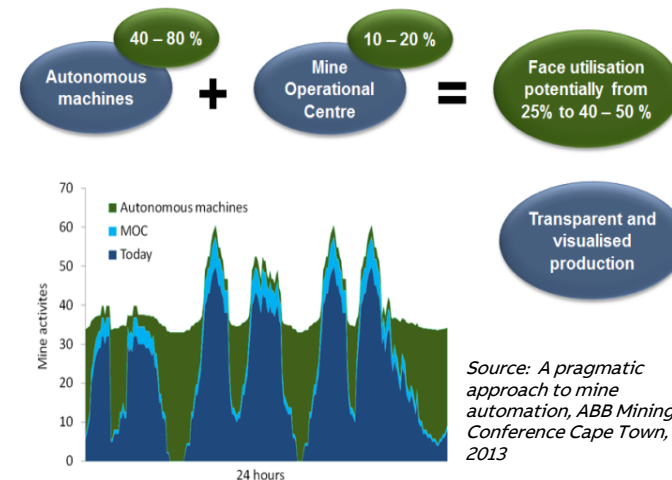 40 – 80 %
10 – 20 %
Autonomous
machines
+
Mine
Operational
Centre
=
Face utilisation
potentially from
25% to 40 – 50 %
Transparent and
visualised
production
70
60
50
40
30
20
10
0
Mine activites
Autonomous machines
MOC
Today
24 hours
Source: A pragmatic
approach to mine
automation, ABB Mining
Conference Cape Town,
2013